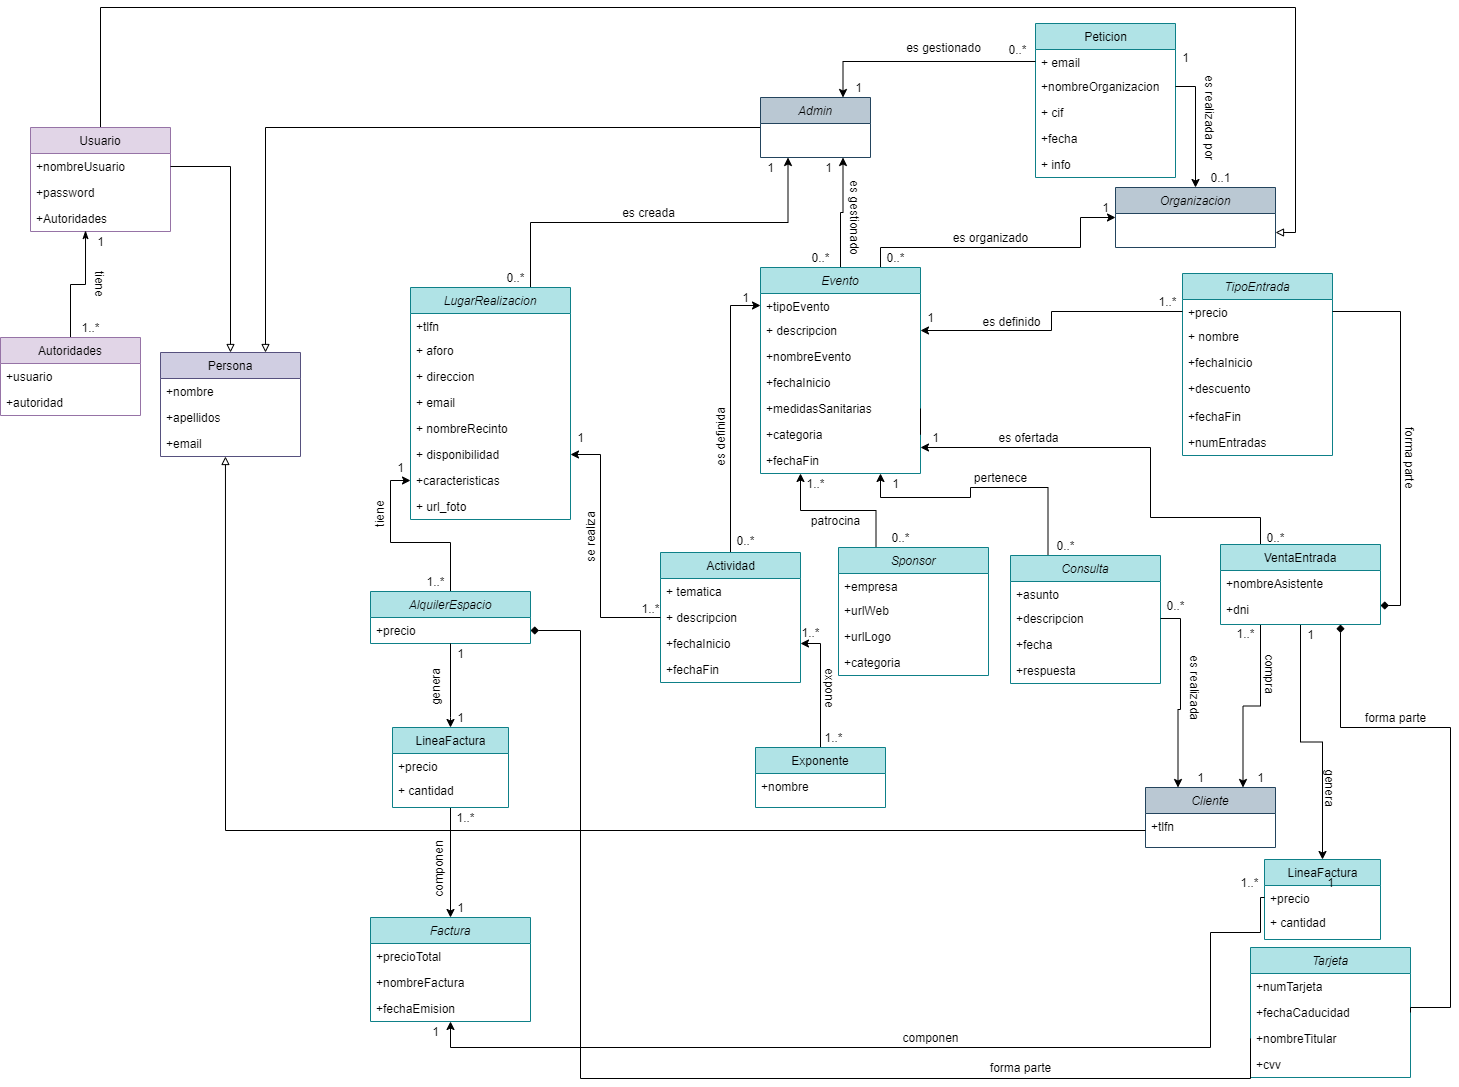 Peticion
+ email
+nombreOrganizacion
+ cif
+fecha
+ info
es gestionado
0..*
1
1
es realizada por
0..1
Admin
1
1
es creada
es gestionado
Organizacion
1
es organizado
0..*
0..*
0..*
Usuario
+nombreUsuario
+password
+Autoridades
1
tiene
1..*
Autoridades
+usuario
+autoridad
Persona
+nombre
+apellidos
+email
LugarRealizacion
+tlfn
+ aforo
+ direccion
+ email
+ nombreRecinto
+ disponibilidad
+caracteristicas
+ url_foto
1
1
tiene
1..*
se realiza
1..*
Evento
+tipoEvento
+ descripcion
+nombreEvento
+fechaInicio
+medidasSanitarias
+categoria
+fechaFin
1
es definida
0..*
1
es definido
1..*
TipoEntrada
+precio
+ nombre
+fechaInicio
+descuento
+fechaFin
+numEntradas
forma parte
1
es ofertada
0..*
1..*
patrocina
0..*
1
pertenece
0..*
Actividad
+ tematica
+ descripcion
+fechaInicio
+fechaFin
Sponsor
+empresa
+urlWeb
+urlLogo
+categoria
Consulta
+asunto
+descripcion
+fecha
+respuesta
0..*
es realizada
1
VentaEntrada
+nombreAsistente
+dni
1..*
compra
1
1
genera
1
forma parte
AlquilerEspacio
+precio
1
genera
1
1..*
expone
1..*
Exponente
+nombre
LineaFactura
+precio
+ cantidad
1..*
componen
1
Cliente
+tlfn
LineaFactura
+precio
+ cantidad
1..*
Factura
+precioTotal
+nombreFactura
+fechaEmision
1
componen
Tarjeta
+numTarjeta
+fechaCaducidad
+nombreTitular
+cvv
forma parte